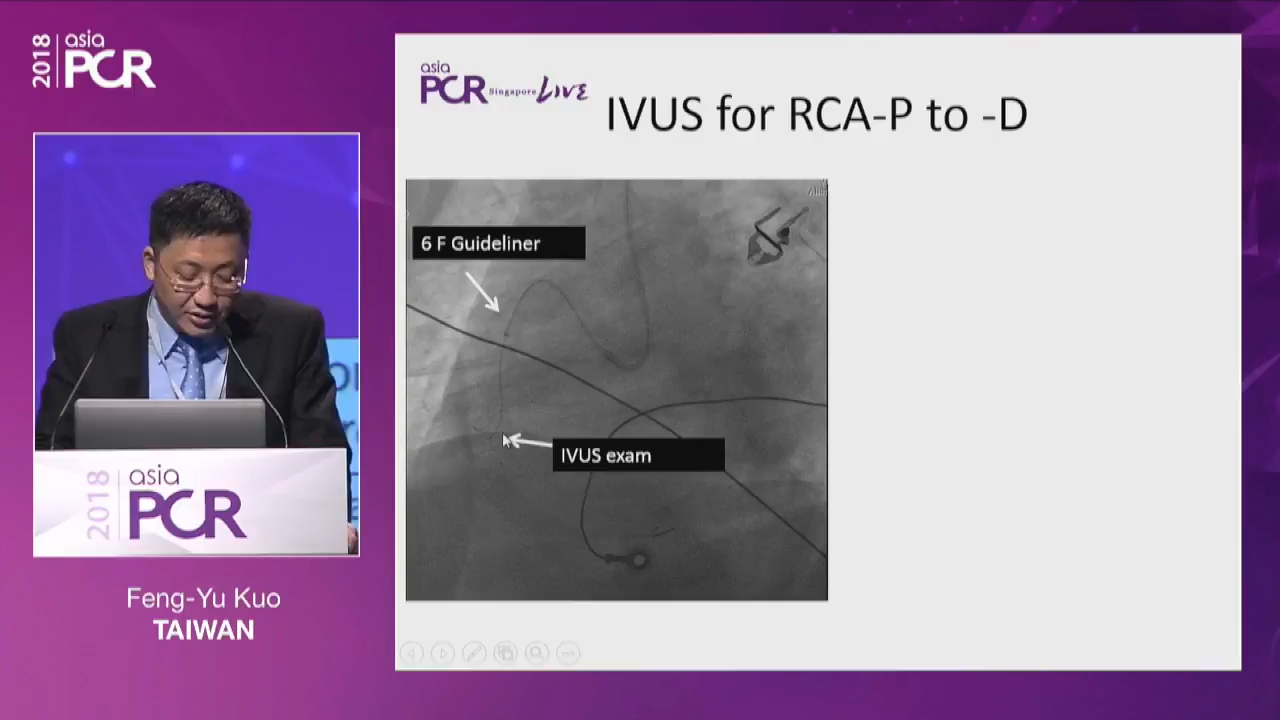 2018
asia
PCR
asia
PCR Singapore LIVE
IVUS for RCA-P to -D
6 F Guideliner
IVUS exam
2018
asia
PCR
Feng-Yu Kuo
TAIWAN